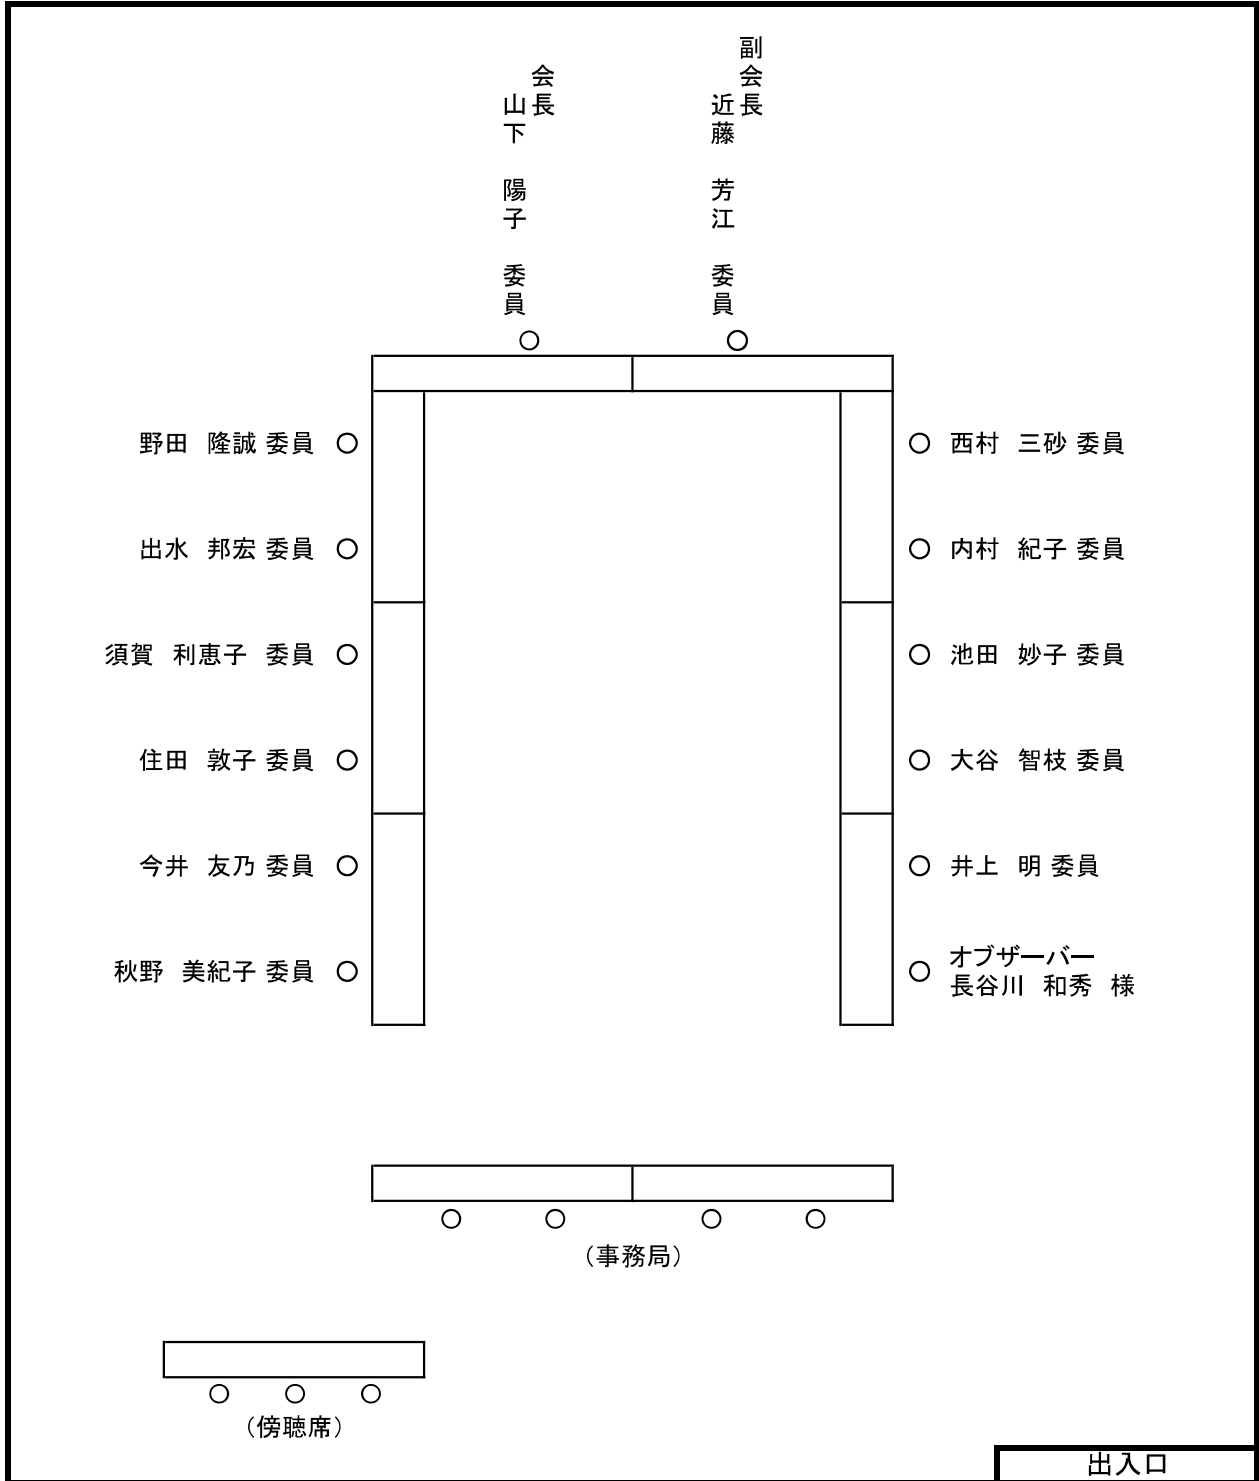 副会長
近藤　芳江　委員
会長
山下　陽子　委員
野田　隆誠 委員
西村　三砂 委員
出水　邦宏 委員
内村　紀子 委員
須賀　利恵子　委員
池田　妙子 委員
住田　敦子 委員
大谷　智枝 委員
今井　友乃 委員
井上　明 委員
秋野　美紀子 委員
オブザーバー
長谷川　和秀　様
（事務局）
（傍聴席）
出入口